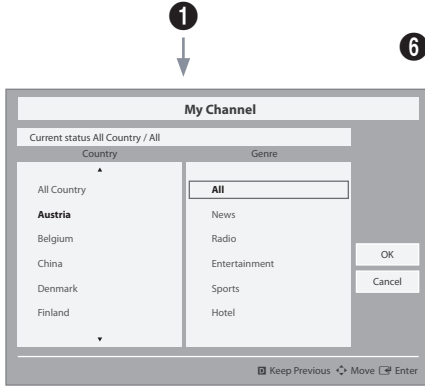 ❶
❻
My Channel
Current status All Country / All
Country Genre
All Country All
Austria News
Belgium Radio
China Entertainment
Denmark Sports
Finland Hotel
OK
Cancel
D Keep Previous Move Enter